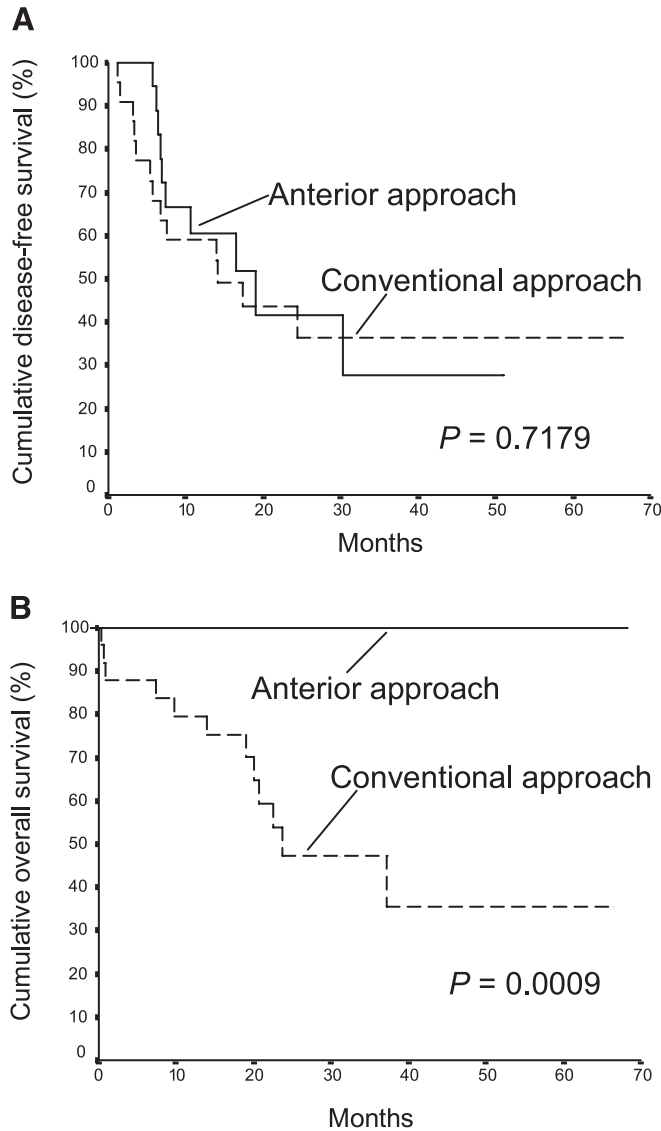 A
Cumulative disease-free survival (%)
100
90
80
70
60
50
40
30
20
10
0
Anterior approach
Conventional approach
P = 0.7179
0 10 20 30 40 50 60 70
Months
B
Cumulative overall survival (%)
100
90
80
70
60
50
40
30
20
10
0
Anterior approach
Conventional approach
P = 0.0009
0 10 20 30 40 50 60 70
Months